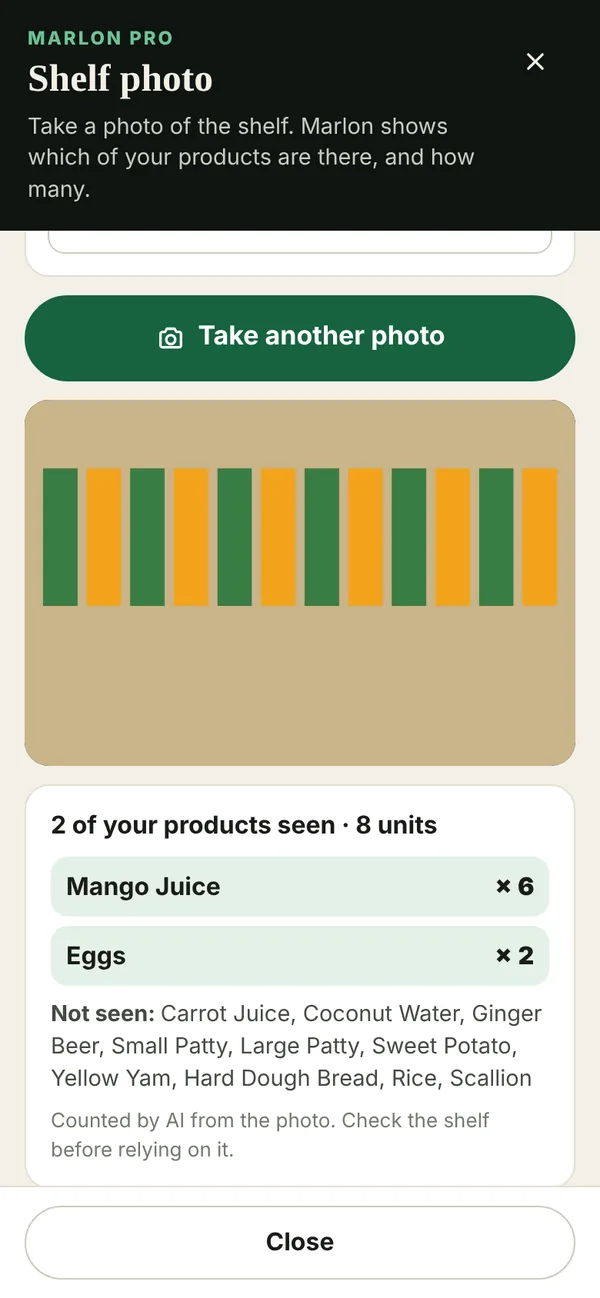 MARLON PRO
Shelf photo
Take a photo of the shelf. Marlon shows
which of your products are there, and how
many.
Take another photo
2 of your products seen · 8 units
Mango Juice × 6
Eggs × 2
Not seen: Carrot Juice, Coconut Water, Ginger
Beer, Small Patty, Large Patty, Sweet Potato,
Yellow Yam, Hard Dough Bread, Rice, Scallion
Counted by AI from the photo. Check the shelf
before relying on it.
Close